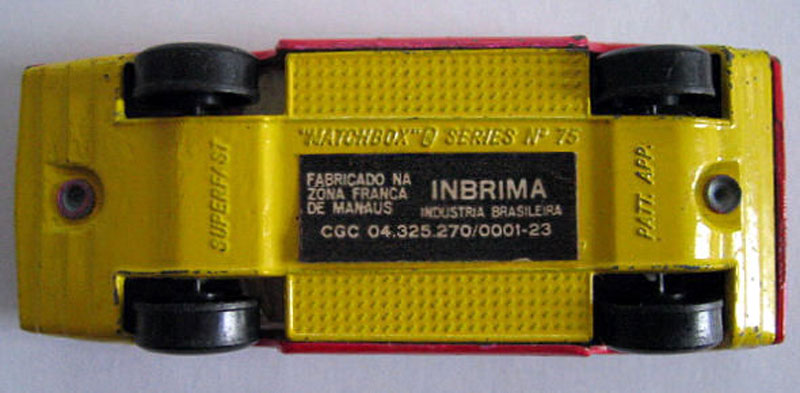 "MATCHBOX" ® SERIES Nº 75
SUPERFAST
FABRICADO NA
ZONA FRANCA
DE MANAUS
INBRIMA
INDUSTRIA BRASILEIRA
CGC 04.325.270/0001-23
PATT. APP.